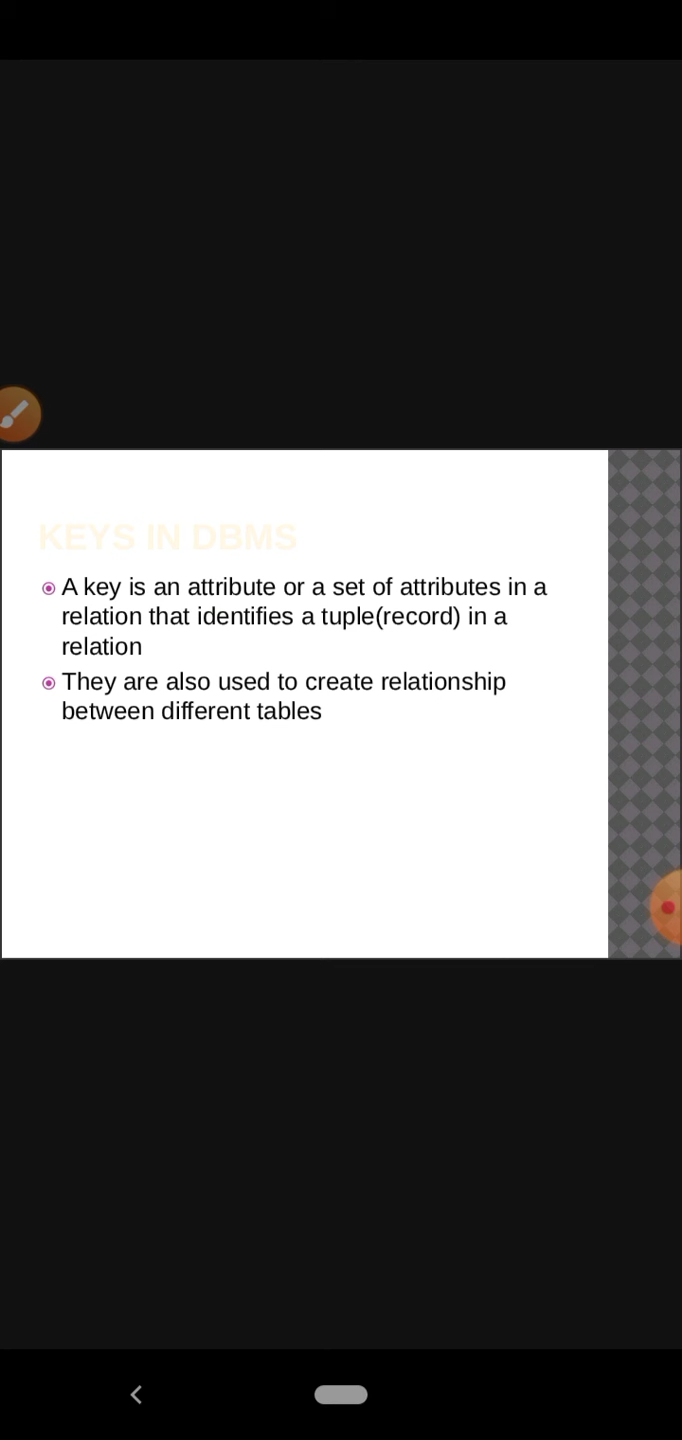 KEYS IN DBMS
A key is an attribute or a set of attributes in a
relation that identifies a tuple(record) in a
relation
They are also used to create relationship
between different tables